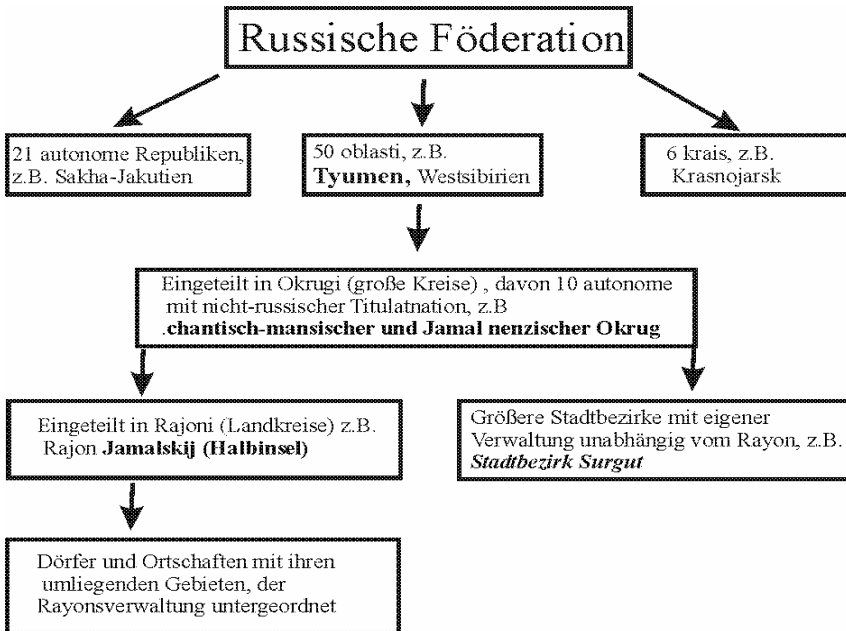 Russische Föderation
21 autonome Republiken,
z.B. Sakha-Jakutien
50 oblasti, z.B.
Tyumen, Westsibirien
6 krais, z.B.
Krasnojarsk
Eingeteilt in Okrugi (große Kreise) , davon 10 autonome
mit nicht-russischer Titulatnation, z.B
.chantisch-mansischer und Jamal nenzischer Okrug
Eingeteilt in Rajoni (Landkreise) z.B.
Rajon Jamalskij (Halbinsel)
Größere Stadtbezirke mit eigener
Verwaltung unabhängig vom Rayon, z.B.
Stadtbezirk Surgut
Dörfer und Ortschaften mit ihren
umliegenden Gebieten, der
Rayonsverwaltung untergeordnet